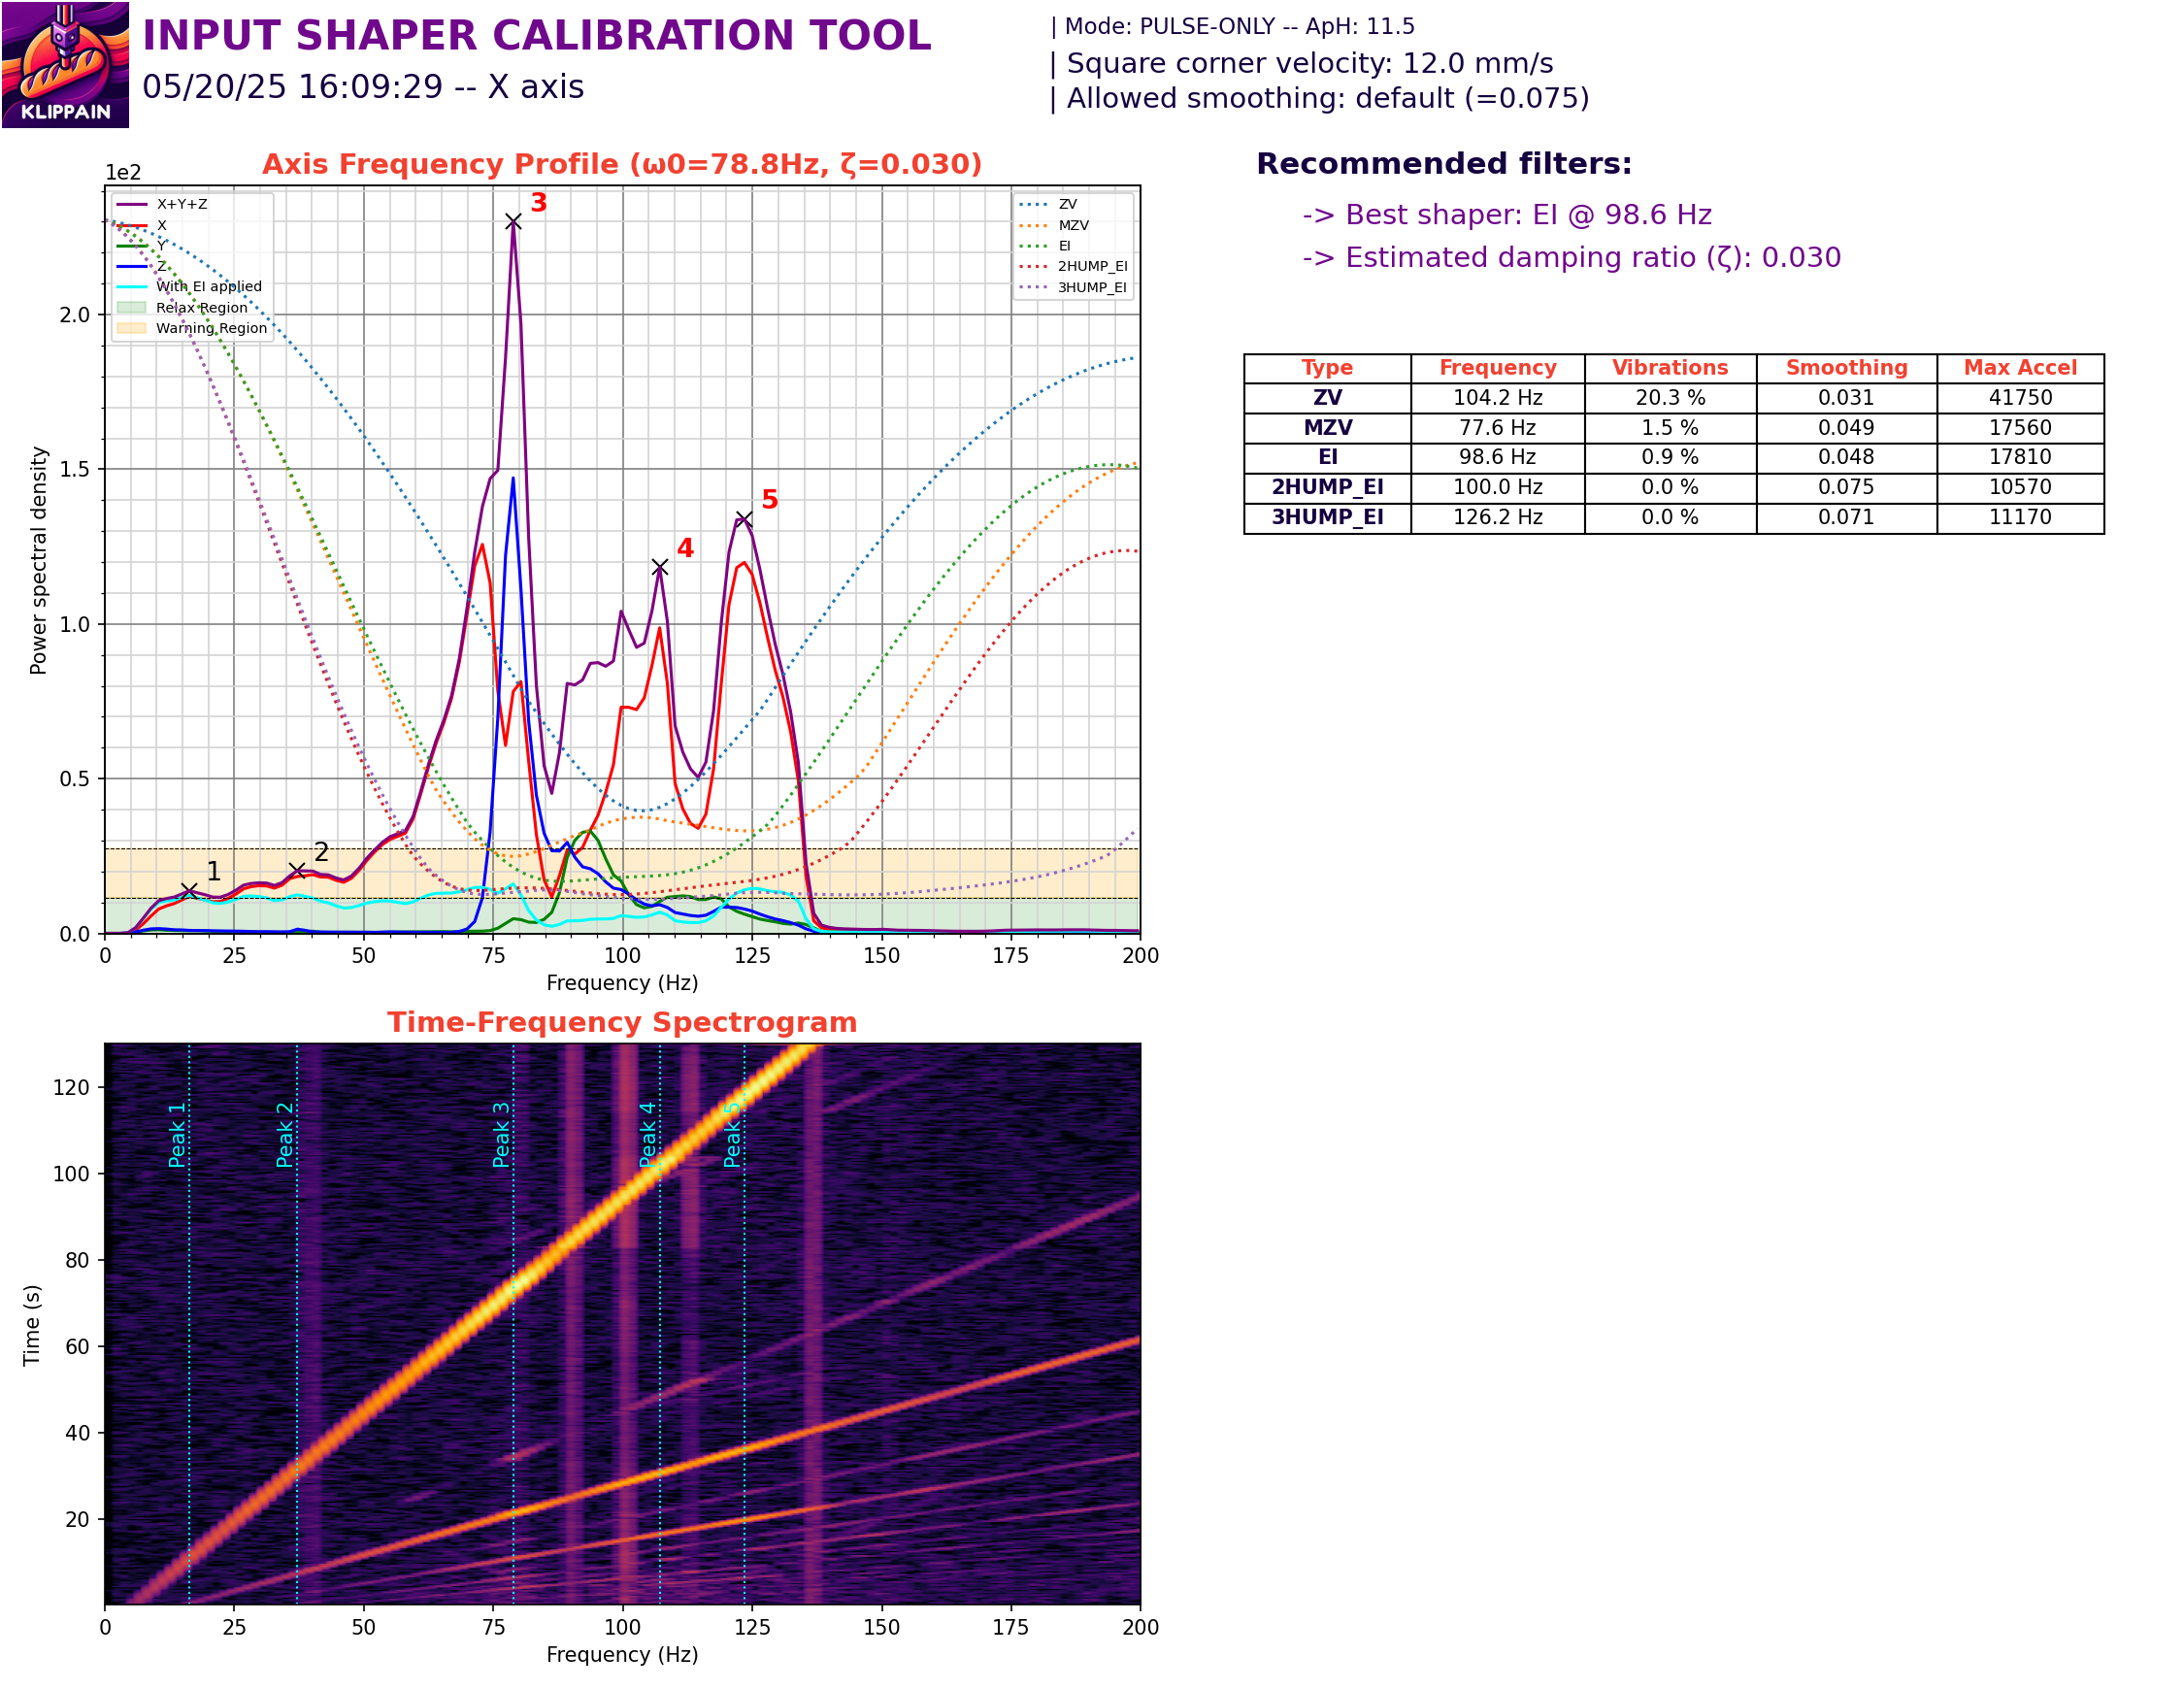 KLIPPAIN
INPUT SHAPER CALIBRATION TOOL
05/20/25 16:09:29 -- X axis
| Mode: PULSE-ONLY -- ApH: 11.5
| Square corner velocity: 12.0 mm/s
| Allowed smoothing: default (=0.075)
Axis Frequency Profile (ω0=78.8Hz, ζ=0.030)
1e2
Power spectral density
2.0
1.5
1.0
0.5
0.0
X+Y+Z
X
Y
Z
With EI applied
Relax Region
Warning Region
ZV
MZV
EI
2HUMP_EI
3HUMP_EI
1
2
3
4
5
0 25 50 75 100 125 150 175 200
Frequency (Hz)
Recommended filters:
-> Best shaper: EI @ 98.6 Hz
-> Estimated damping ratio (ζ): 0.030
Type Frequency Vibrations Smoothing Max Accel
ZV 104.2 Hz 20.3 % 0.031 41750
MZV 77.6 Hz 1.5 % 0.049 17560
EI 98.6 Hz 0.9 % 0.048 17810
2HUMP_EI 100.0 Hz 0.0 % 0.075 10570
3HUMP_EI 126.2 Hz 0.0 % 0.071 11170
Time-Frequency Spectrogram
Time (s)
120
100
80
60
40
20
Peak 1
Peak 2
Peak 3
Peak 4
Peak 5
0 25 50 75 100 125 150 175 200
Frequency (Hz)